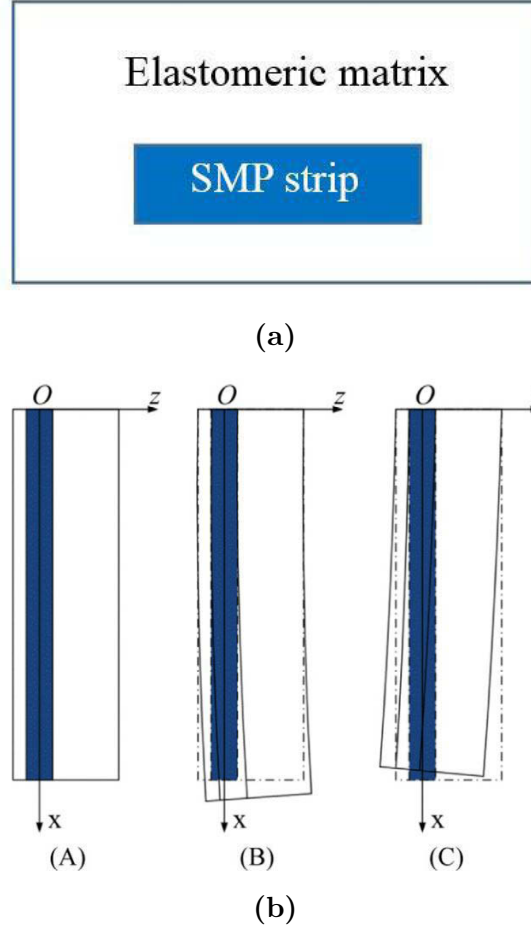 Elastomeric matrix
SMP strip
(a)
O z O z O
x x x
(A) (B) (C)
(b)